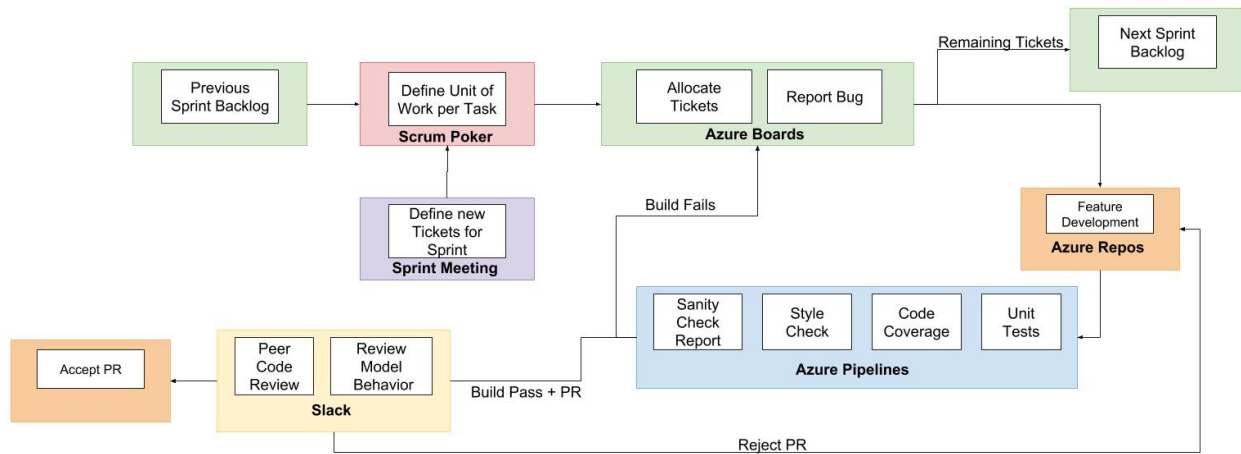 Previous
Sprint Backlog
Define Unit of
Work per Task
Scrum Poker
Allocate
Tickets
Report Bug
Azure Boards
Remaining Tickets
Next Sprint
Backlog
Define new
Tickets for
Sprint
Sprint Meeting
Build Fails
Feature
Development
Azure Repos
Sanity
Check
Report
Style
Check
Code
Coverage
Unit
Tests
Azure Pipelines
Accept PR
Peer
Code
Review
Review
Model
Behavior
Slack
Build Pass + PR
Reject PR